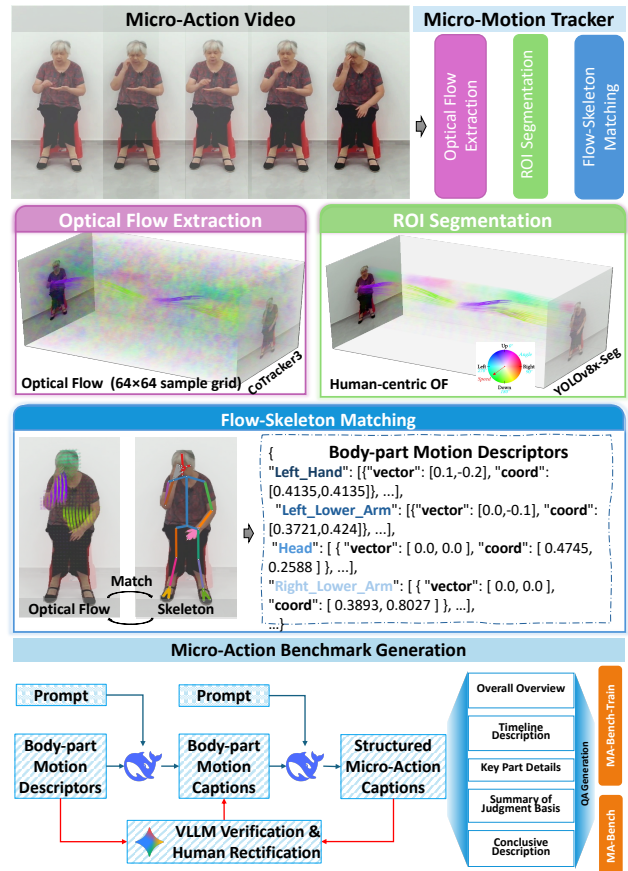 Micro-Action Video
Micro-Motion Tracker
Optical Flow
Extraction
ROI Segmentation
Flow-Skeleton
Matching
Optical Flow Extraction
Optical Flow (64×64 sample grid)
CoTracker3
ROI Segmentation
Up
Angle
Left
Right
Speed
Down
Human-centric OF
YOLOv8x-Seg
Flow-Skeleton Matching
Match
Optical Flow
Skeleton
Body-part Motion Descriptors
{
"Left_Hand": [{"vector": [0.1,-0.2], "coord":
[0.4135,0.4135]}, ...],
"Left_Lower_Arm": [{"vector": [0.0,-0.1], "coord":
[0.3721,0.424]}, ...],
"Head": [ { "vector": [ 0.0, 0.0 ], "coord": [ 0.4745,
0.2588 ] }, ...],
"Right_Lower_Arm": [ { "vector": [ 0.0, 0.0 ],
"coord": [ 0.3893, 0.8027 ] }, ...],
...}
Micro-Action Benchmark Generation
Prompt
Prompt
Body-part
Motion
Descriptors
Body-part
Motion
Captions
Structured
Micro-Action
Captions
VLLM Verification &
Human Rectification
Overall Overview
Timeline
Description
Key Part Details
Summary of
Judgment Basis
Conclusive
Description
QA Generation
MA-Bench-Train
MA-Bench